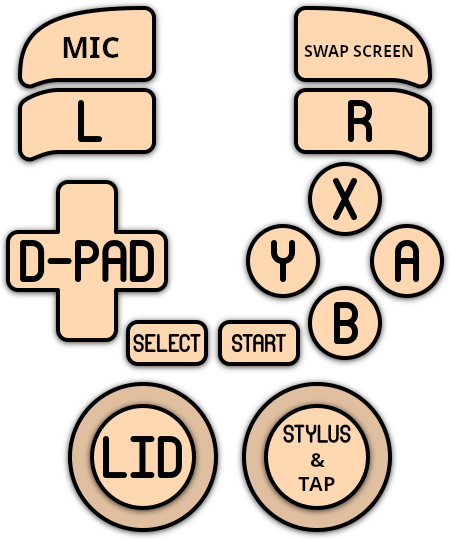 MIC
SWAP SCREEN
L
R
X
D-PAD
Y
A
B
SELECT
START
LID
STYLUS
&
TAP